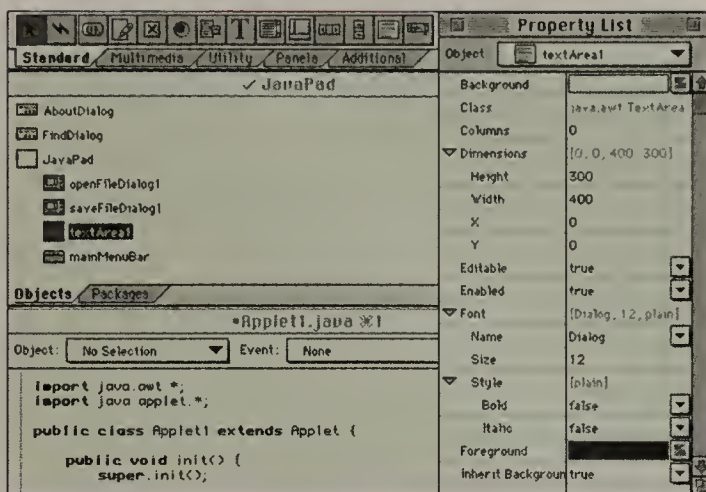 T
Standard Multimedia Utility Panels Additional
✓ JavaPad
AboutDialog
FindDialog
JavaPad
openFileDialog1
saveFileDialog1
textArea1
mainMenuBar
Objects Packages
•Applet1.java ⌘1
Object: No Selection Event: None
import java.awt *;
import java applet.*;
public class Applet1 extends Applet {
public void init() {
super.init();
Property List
Object textArea1
Background
Class java.awt TextArea
Columns 0
Dimensions [0, 0, 400 300]
Height 300
Width 400
X 0
Y 0
Editable true
Enabled true
Font [Dialog, 12, plain]
Name Dialog
Size 12
Style [plain]
Bold false
Italic false
Foreground
Inherit Backgroun true